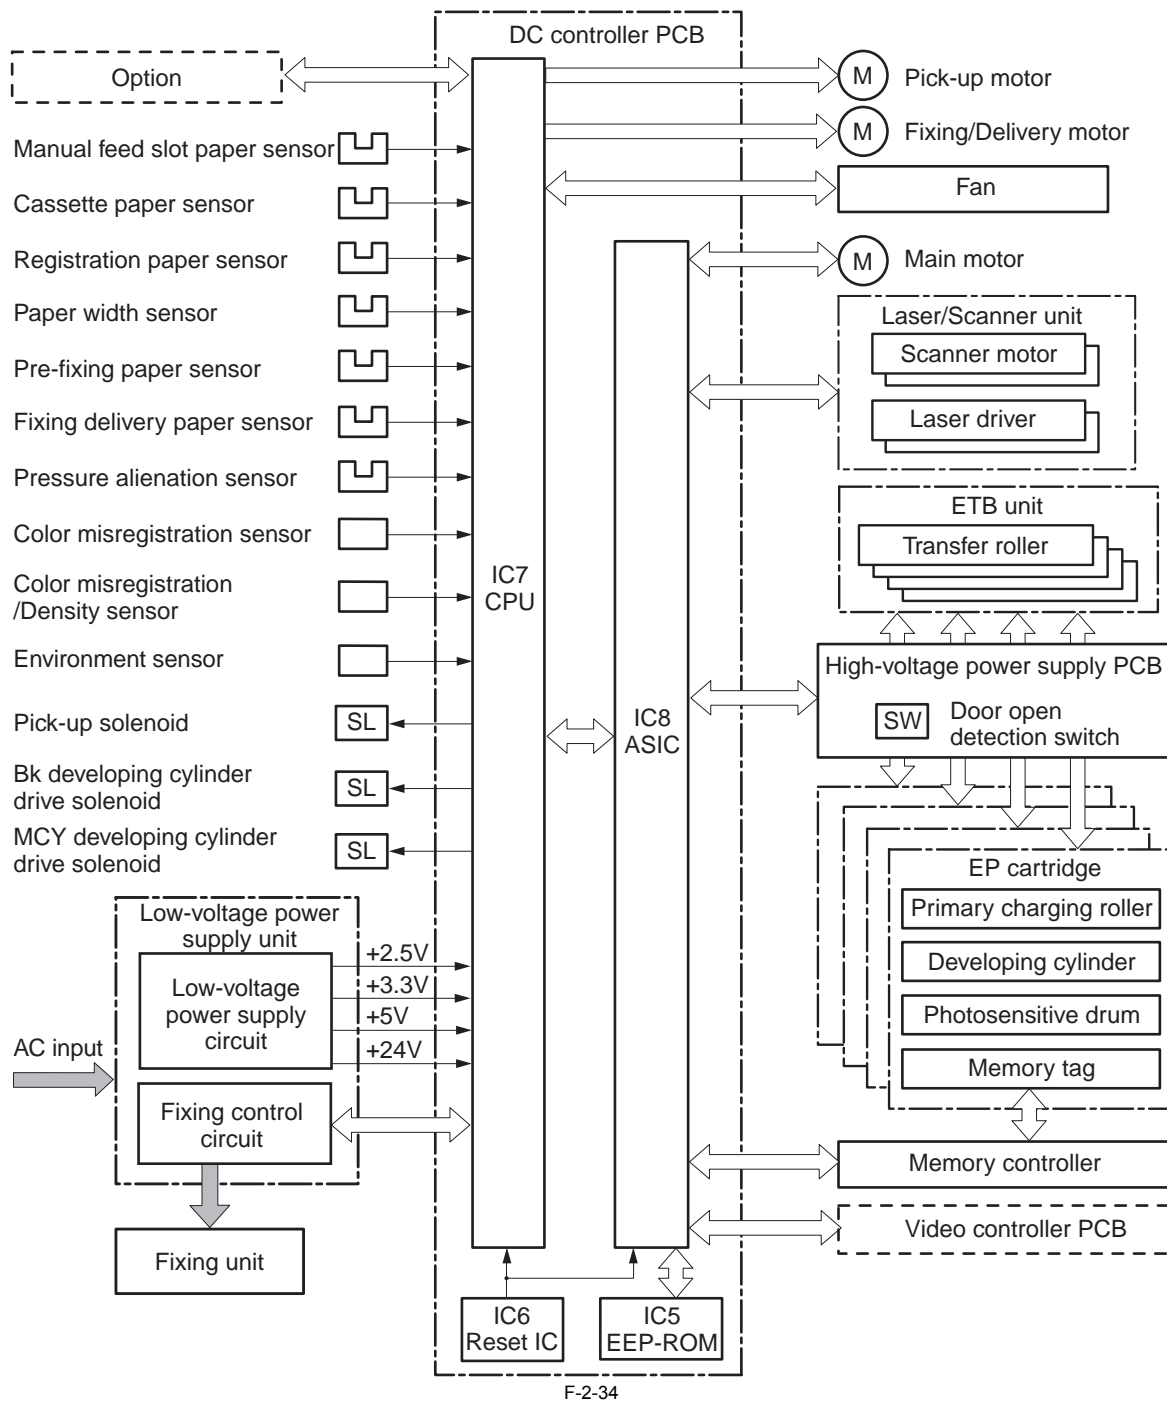 DC controller PCB
Option
Manual feed slot paper sensor
Cassette paper sensor
Registration paper sensor
Paper width sensor
Pre-fixing paper sensor
Fixing delivery paper sensor
Pressure alienation sensor
Color misregistration sensor
Color misregistration
/Density sensor
Environment sensor
Pick-up solenoid
SL
Bk developing cylinder
drive solenoid
SL
MCY developing cylinder
drive solenoid
SL
Low-voltage power
supply unit
Low-voltage
power supply
circuit
+2.5V
+3.3V
+5V
+24V
AC input
Fixing control
circuit
Fixing unit
IC7
CPU
IC8
ASIC
IC6
Reset IC
IC5
EEP-ROM
M
Pick-up motor
M
Fixing/Delivery motor
Fan
M
Main motor
Laser/Scanner unit
Scanner motor
Laser driver
ETB unit
Transfer roller
High-voltage power supply PCB
SW
Door open
detection switch
EP cartridge
Primary charging roller
Developing cylinder
Photosensitive drum
Memory tag
Memory controller
Video controller PCB
F-2-34